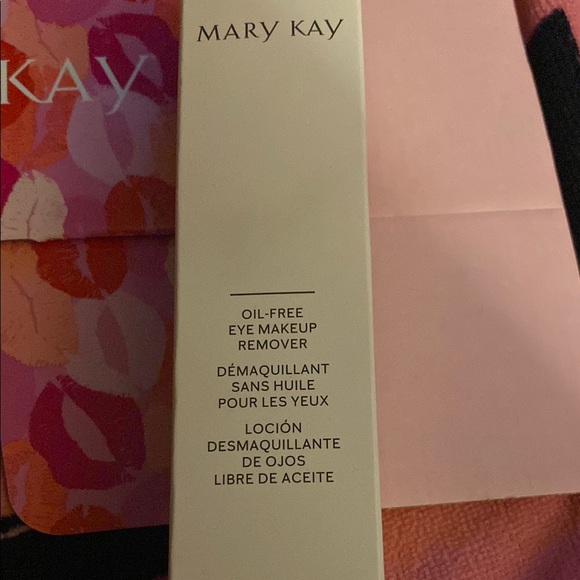 MARY KAY
KAY
OIL-FREE
EYE MAKEUP
REMOVER
DÉMAQUILLANT
SANS HUILE
POUR LES YEUX
LOCIÓN
DESMAQUILLANTE
DE OJOS
LIBRE DE ACEITE